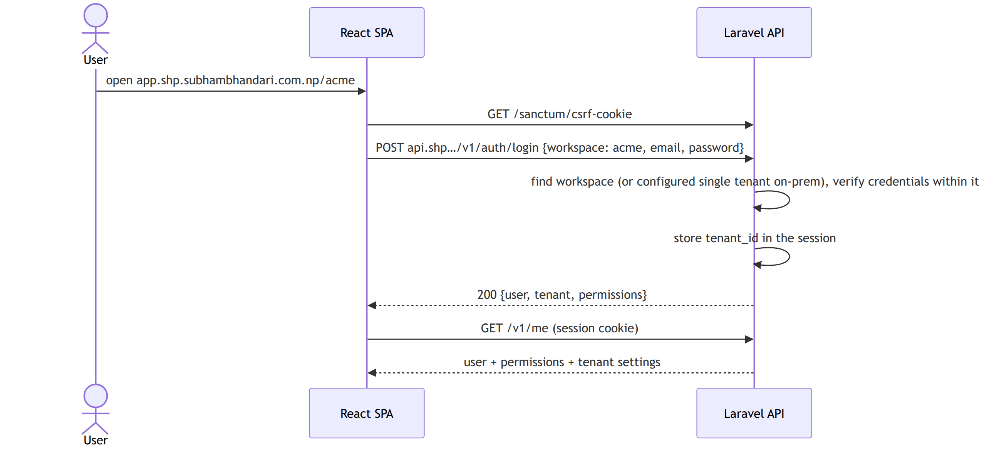 User
React SPA
Laravel API
open app.shp.subhambhandari.com.np/acme
GET /sanctum/csrf-cookie
POST api.shp.../v1/auth/login {workspace: acme, email, password}
find workspace (or configured single tenant on-prem), verify credentials within it
store tenant_id in the session
200 {user, tenant, permissions}
GET /v1/me (session cookie)
user + permissions + tenant settings
User
React SPA
Laravel API